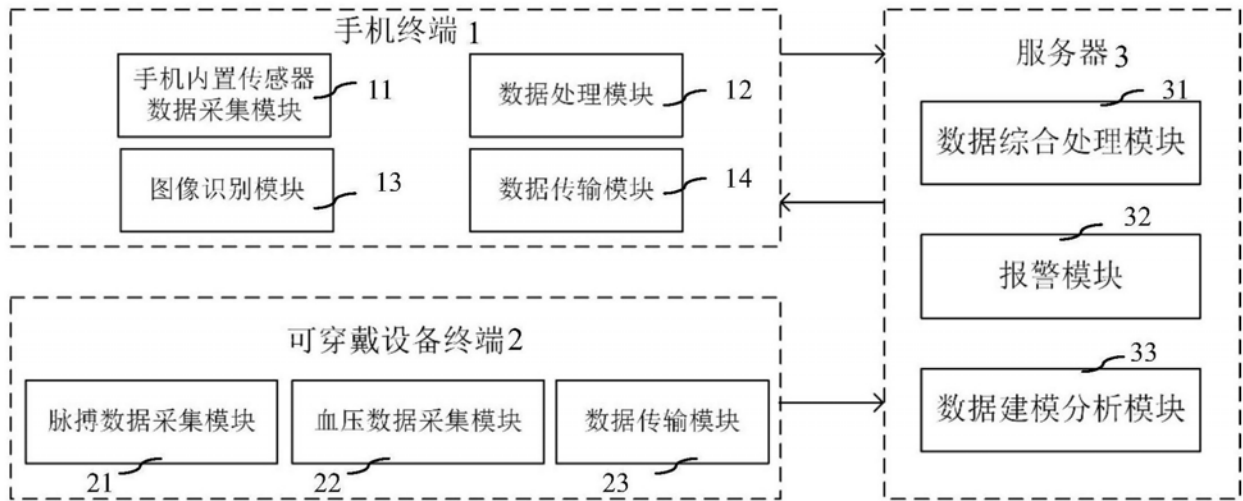 手机终端 1
手机内置传感器
数据采集模块
11
数据处理模块
12
图像识别模块
13
数据传输模块
14
可穿戴设备终端2
脉搏数据采集模块
21
血压数据采集模块
22
数据传输模块
23
服务器 3
31
数据综合处理模块
32
报警模块
33
数据建模分析模块